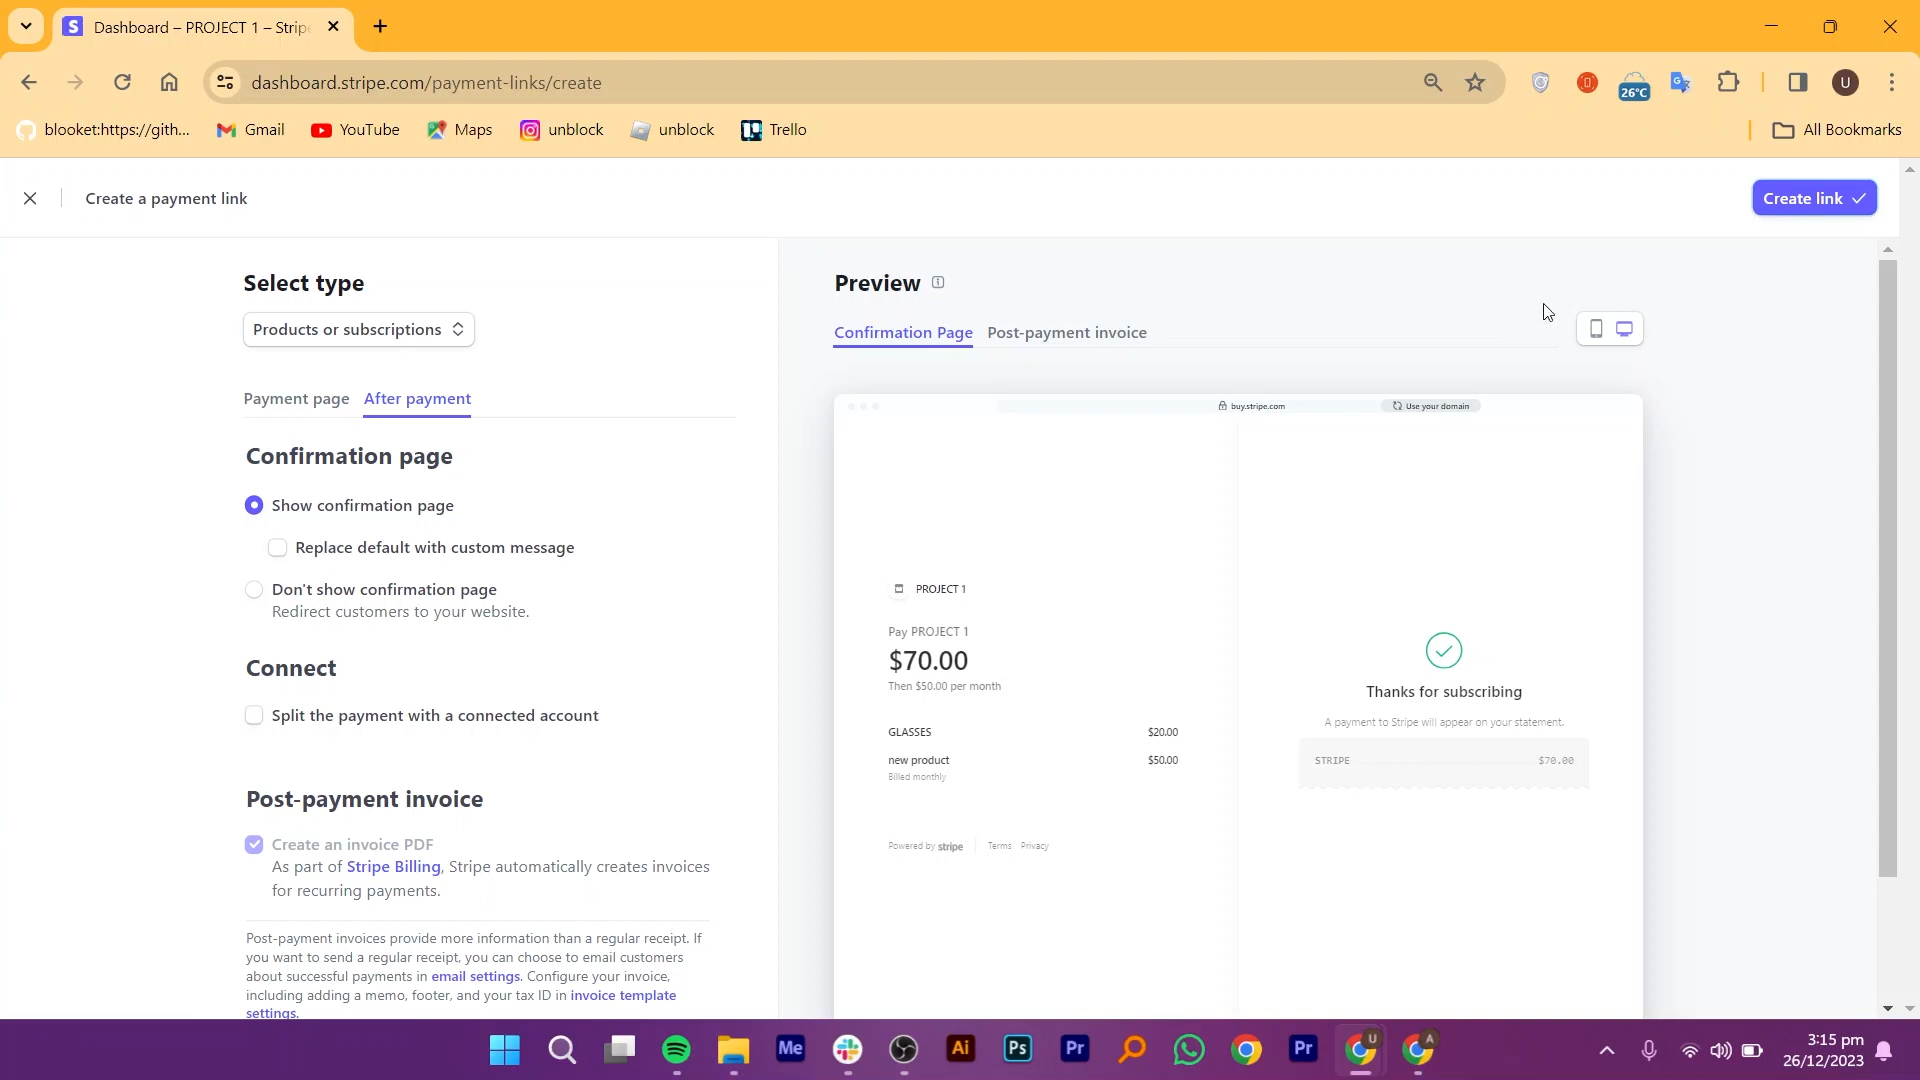 Dashboard – PROJECT 1 – Stripe
dashboard.stripe.com/payment-links/create
26°C
U
blooket:https://gith...
Gmail
YouTube
Maps
unblock
unblock
Trello
All Bookmarks
Create a payment link
Create link
Select type
Products or subscriptions
Payment page
After payment
Confirmation page
Show confirmation page
Replace default with custom message
Don't show confirmation page
Redirect customers to your website.
Connect
Split the payment with a connected account
Post-payment invoice
Create an invoice PDF
As part of Stripe Billing, Stripe automatically creates invoices
for recurring payments.
Post-payment invoices provide more information than a regular receipt. If
you want to send a regular receipt, you can choose to email customers
about successful payments in email settings. Configure your invoice,
including adding a memo, footer, and your tax ID in invoice template
settings.
Preview
Confirmation Page
Post-payment invoice
buy.stripe.com
Use your domain
PROJECT 1
Pay PROJECT 1
$70.00
Then $50.00 per month
GLASSES $20.00
new product $50.00
Billed monthly
Powered by stripe
Terms Privacy
Thanks for subscribing
A payment to Stripe will appear on your statement.
STRIPE $70.00
Me
Ai
Ps
Pr
Pr
U
A
3:15 pm
26/12/2023